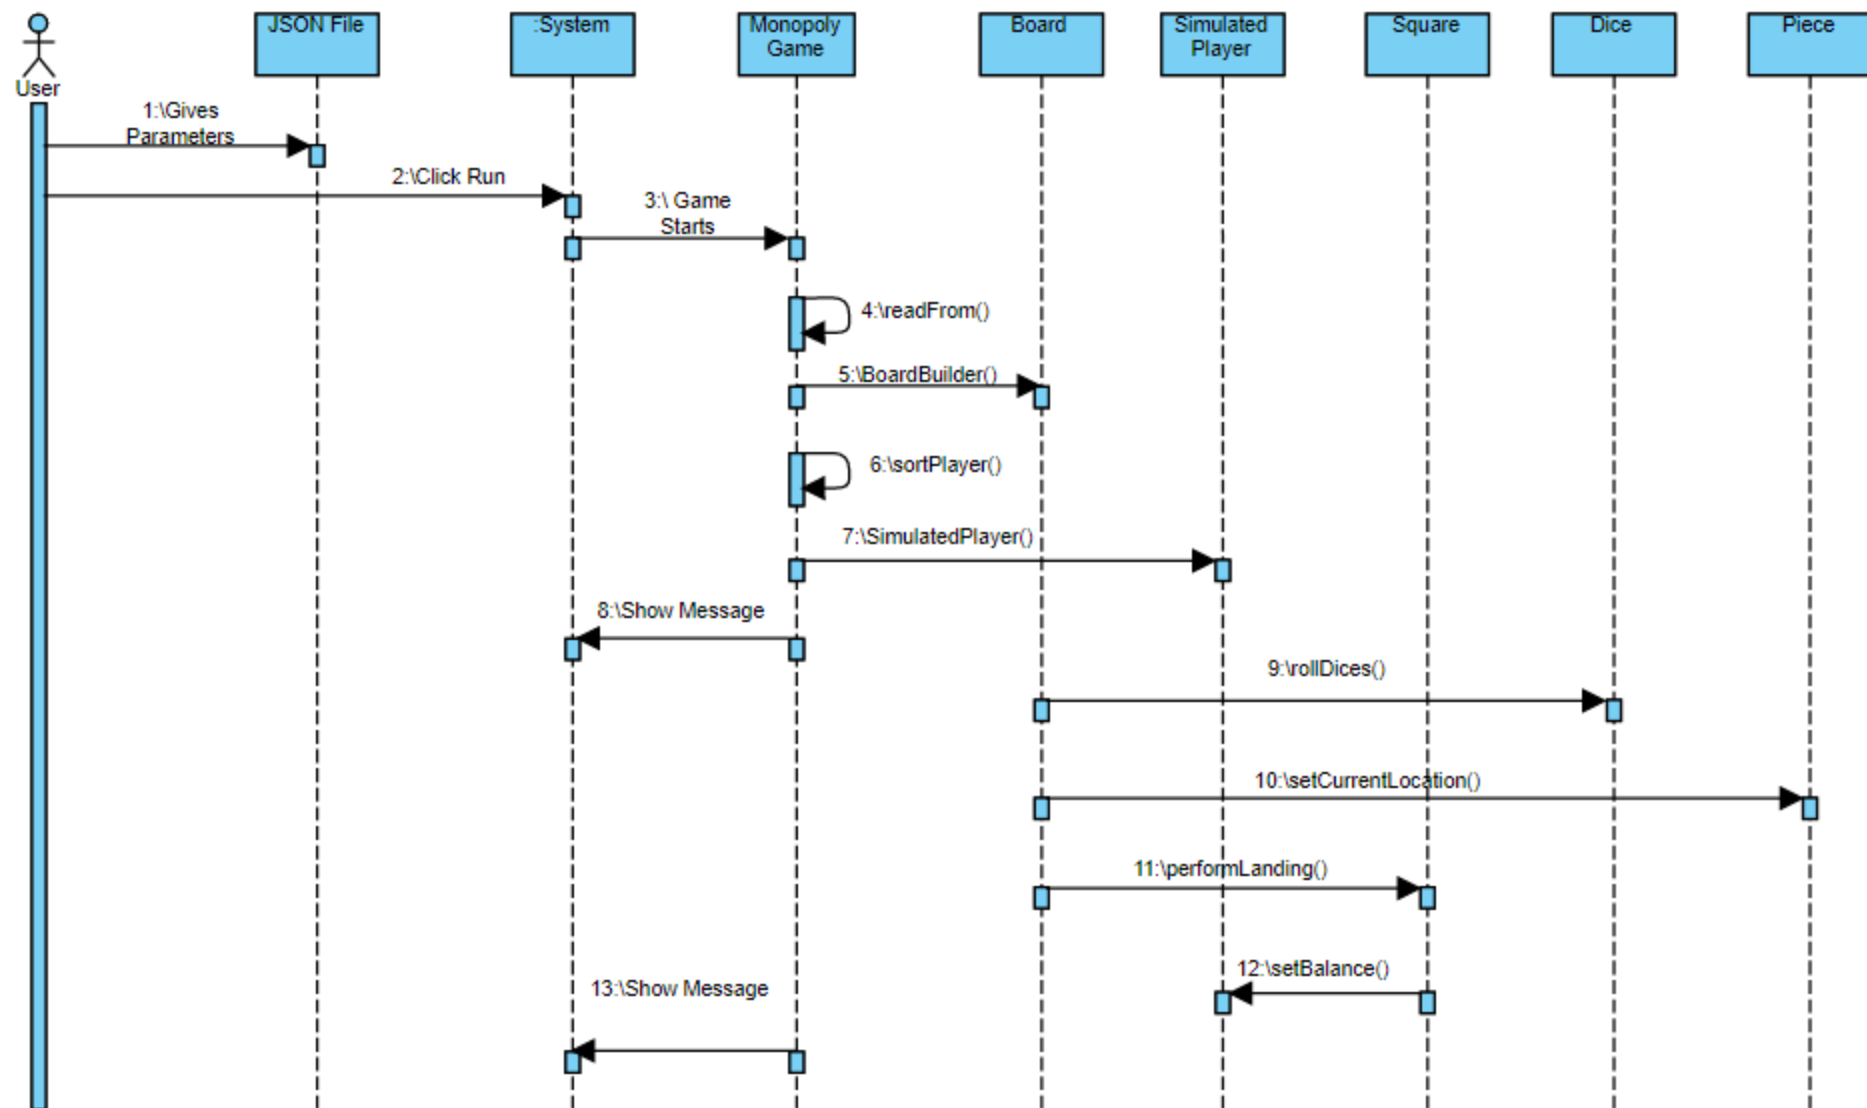 JSON File
:System
Monopoly
Game
Board
Simulated
Player
Square
Dice
Piece
User
1:\Gives
Parameters
2:\Click Run
3:\ Game
Starts
4:\readFrom()
5:\BoardBuilder()
6:\sortPlayer()
7:\SimulatedPlayer()
8:\Show Message
9:\rollDices()
10:\setCurrentLocation()
11:\performLanding()
12:\setBalance()
13:\Show Message